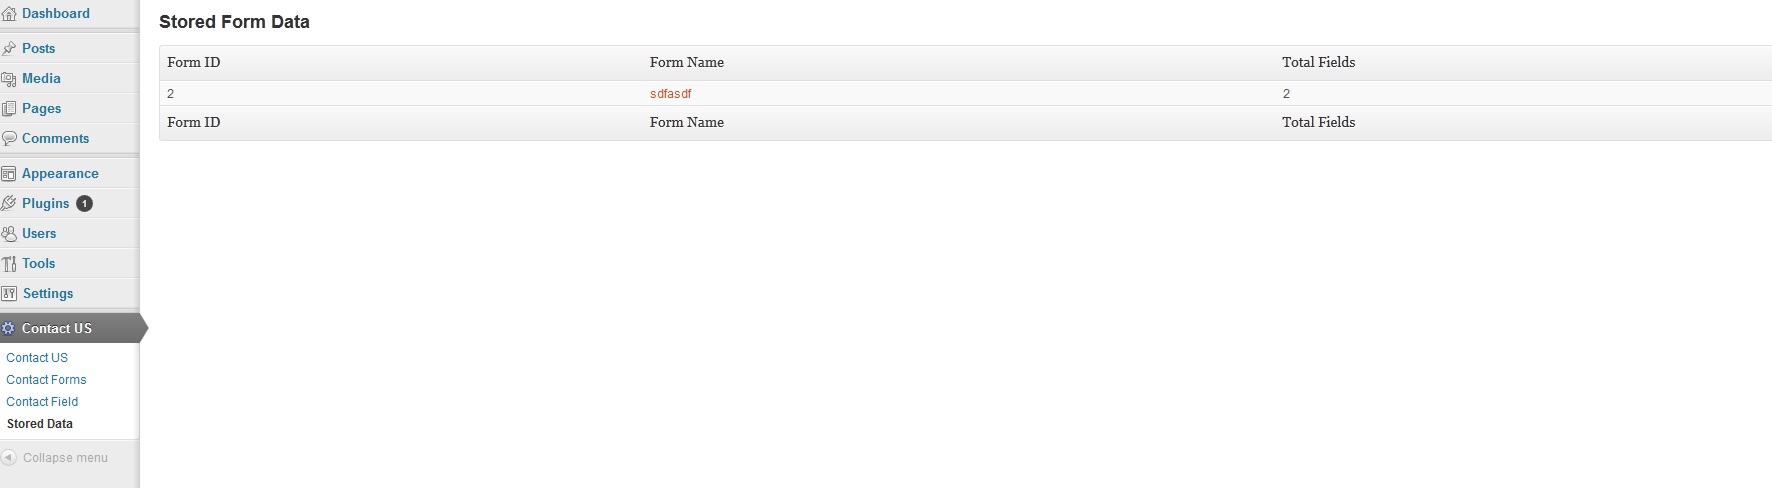 Dashboard
Posts
Media
Pages
Comments
Appearance
Plugins 1
Users
Tools
Settings
Contact US
Contact US
Contact Forms
Contact Field
Stored Data
Collapse menu
Stored Form Data
Form ID Form Name Total Fields
2 sdfasdf 2
Form ID Form Name Total Fields